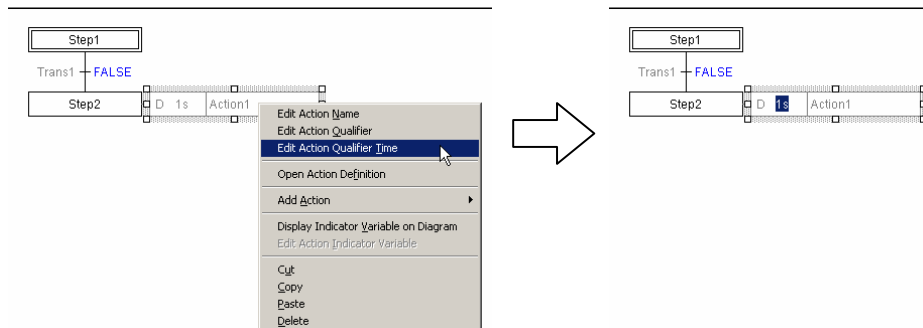 Step1
Trans1 FALSE
Step2 D 1s Action1
Edit Action Name
Edit Action Qualifier
Edit Action Qualifier Time
Open Action Definition
Add Action
Display Indicator Variable on Diagram
Edit Action Indicator Variable
Cut
Copy
Paste
Delete
Step1
Trans1 FALSE
Step2 D 1s Action1